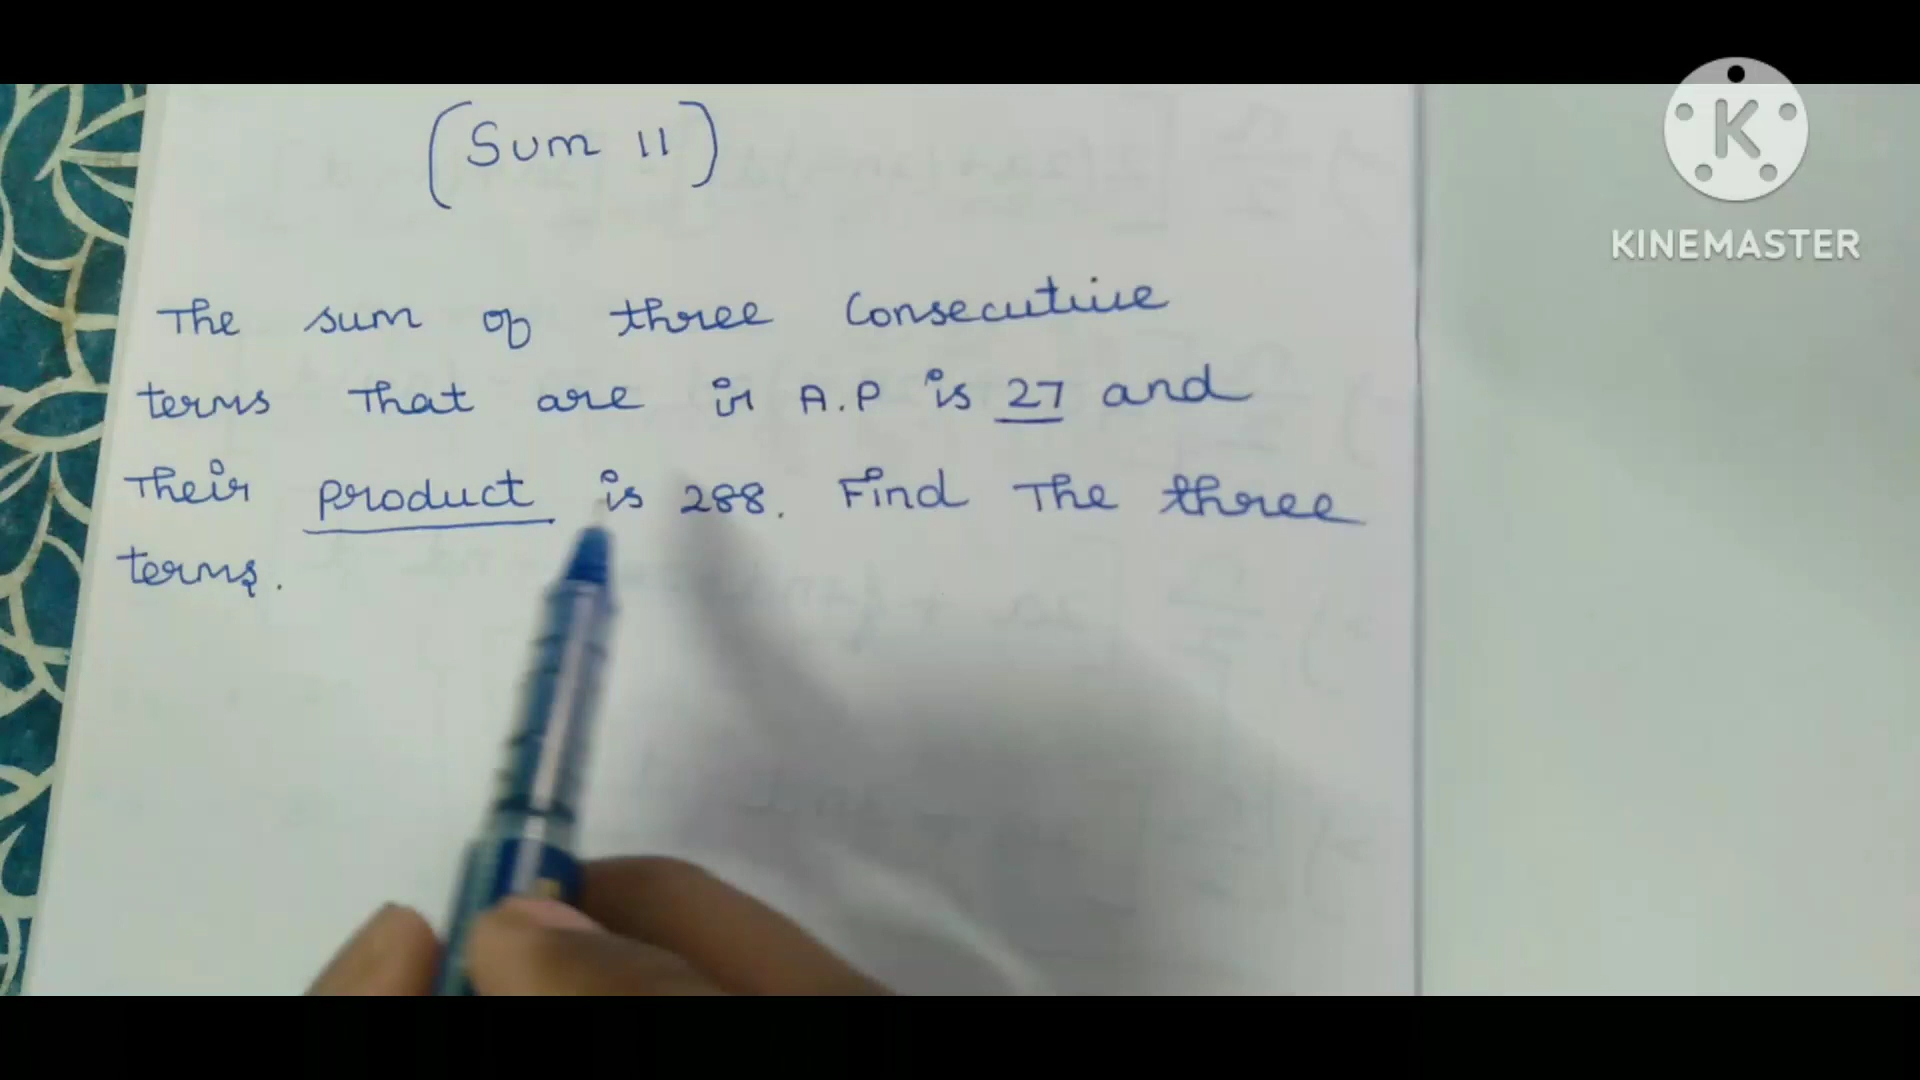 (Sum 11)
The sum of three Consecutive
terms that are in A.P is 27 and
their product is 288. Find the three
terms.
K
KINEMASTER